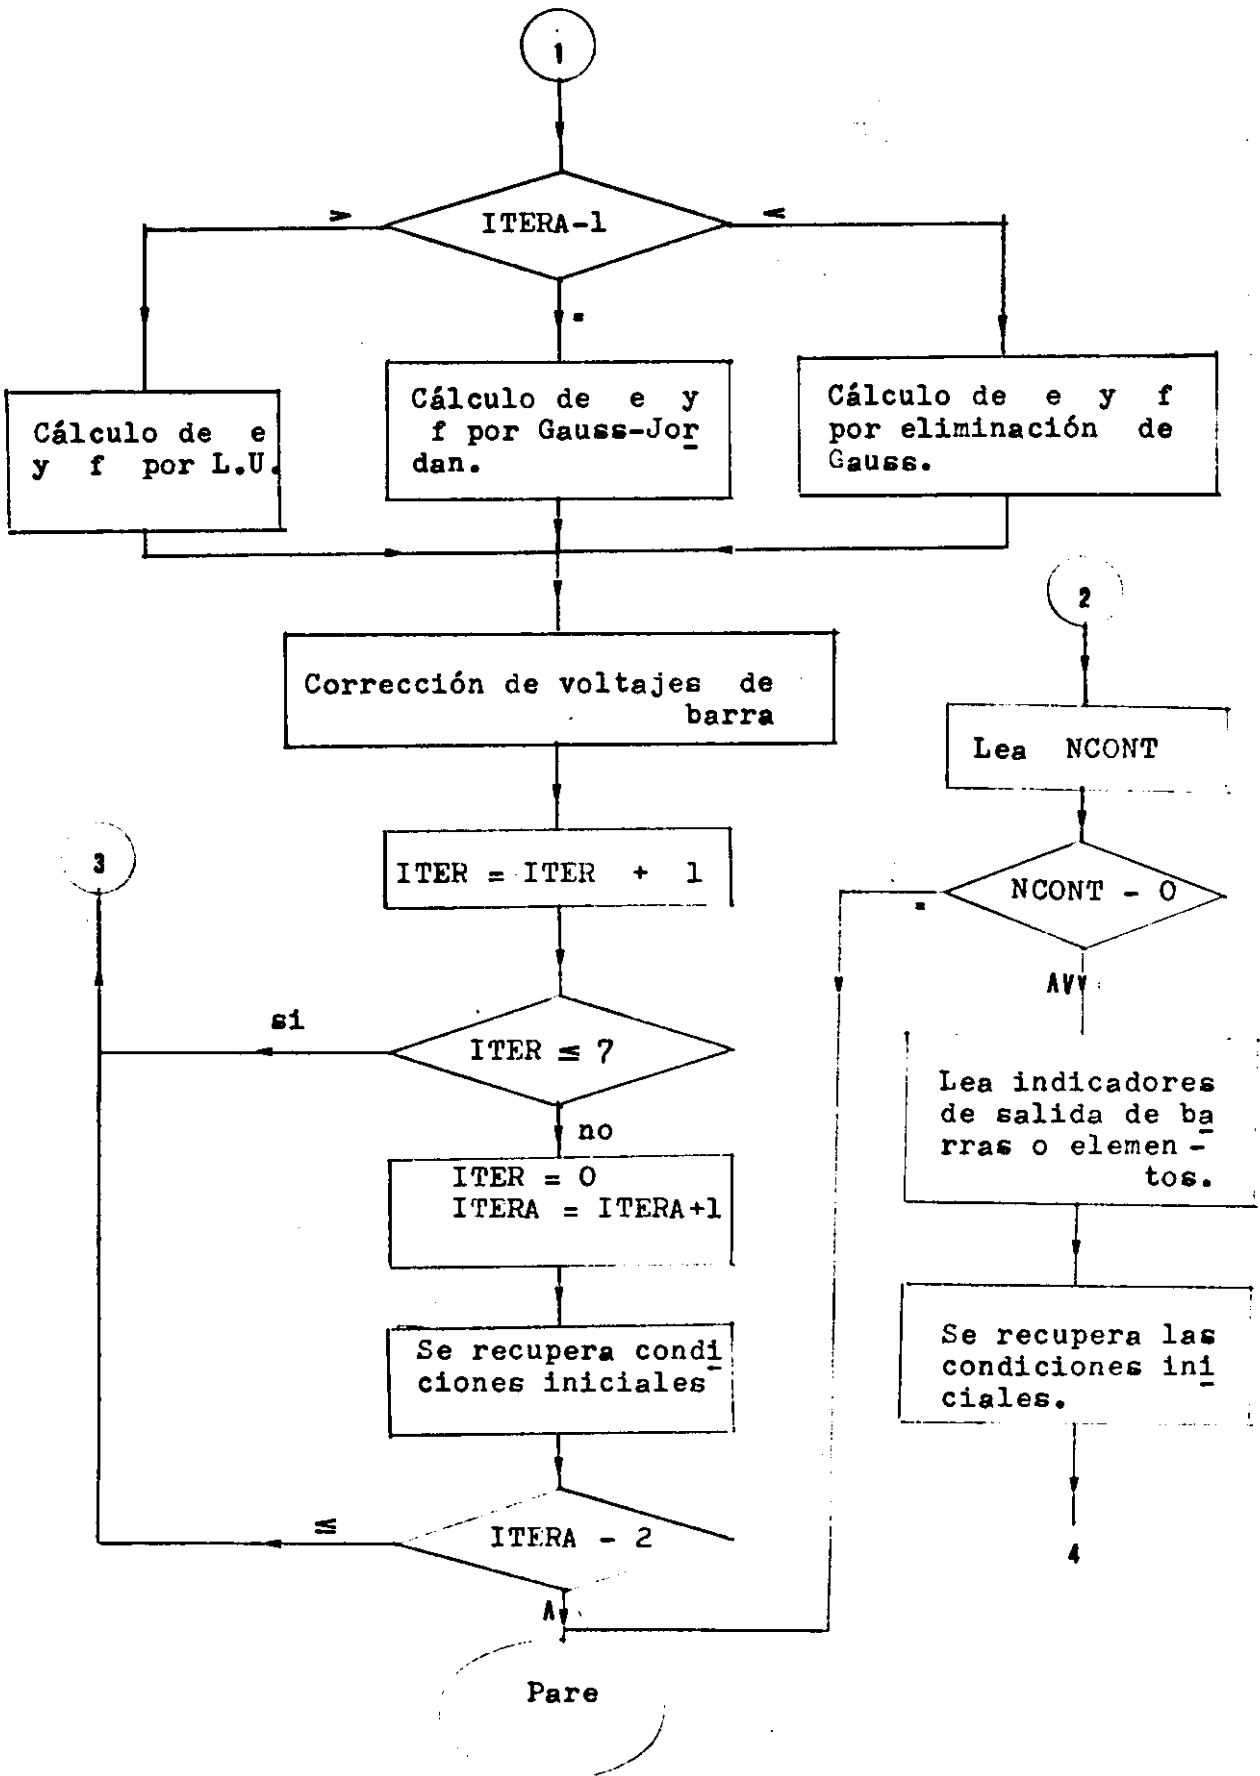 1
ITERA-1
>
<
=
Cálculo de e
y f por L.U.
Cálculo de e y
f por Gauss-Jor
dan.
Cálculo de e y f
por eliminación de
Gauss.
Corrección de voltajes de
barra
ITER = ITER + 1
3
si
ITER ≤ 7
no
ITER = 0
ITERA = ITERA+1
Se recupera condi
ciones iniciales
ITERA - 2
Pare
2
Lea NCONT
NCONT - 0
=
Lea indicadores
de salida de ba
rras o elemen -
tos.
Se recupera las
condiciones ini
ciales.
4